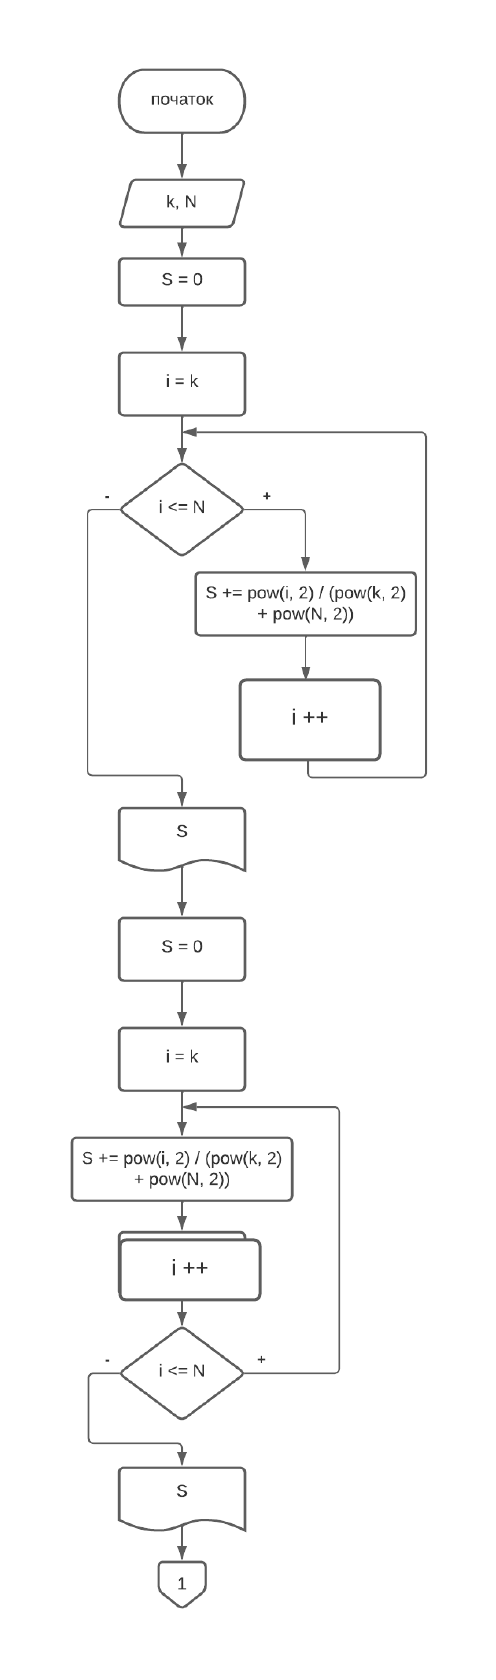 початок
k, N
S = 0
i = k
i <= N
-
+
S += pow(i, 2) / (pow(k, 2)
+ pow(N, 2))
i ++
S
S = 0
i = k
S += pow(i, 2) / (pow(k, 2)
+ pow(N, 2))
i ++
i <= N
-
+
S
1